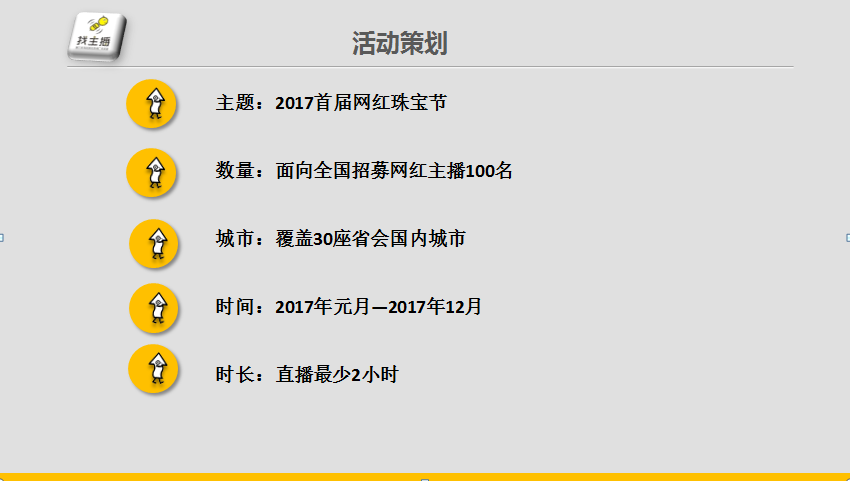 找主播
活动策划
主题：2017首届网红珠宝节
数量：面向全国招募网红主播100名
城市：覆盖30座省会国内城市
时间：2017年元月—2017年12月
时长：直播最少2小时